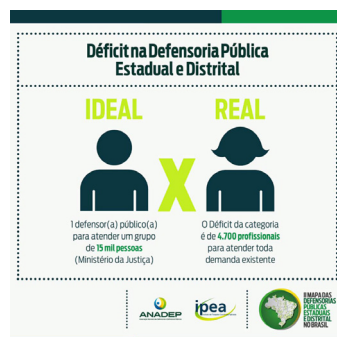 Déficit na Defensoria Pública
Estadual e Distrital
IDEAL
REAL
X
1 defensor(a) público(a)
para atender um grupo
de 15 mil pessoas
(Ministério da Justiça)
O Déficit da categoria
é de 4.700 profissionais
para atender toda
demanda existente
ANADEP
ipea
II MAPA DAS
DEFENSORIAS
PÚBLICAS
ESTADUAIS
E DISTRITAL
NO BRASIL